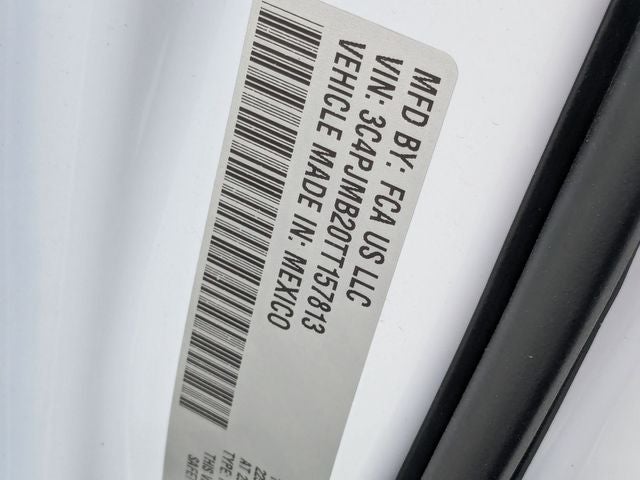 MFD BY: FCA US LLC
VIN: 3C4PJMB20TT157813
VEHICLE MADE IN: MEXICO